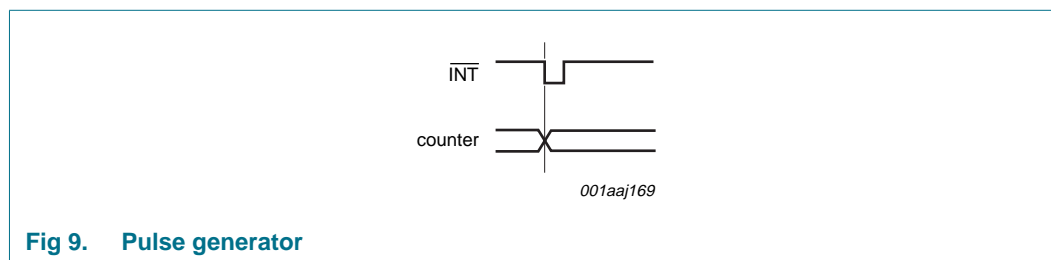 INT
counter
001aaj169
Fig 9. Pulse generator